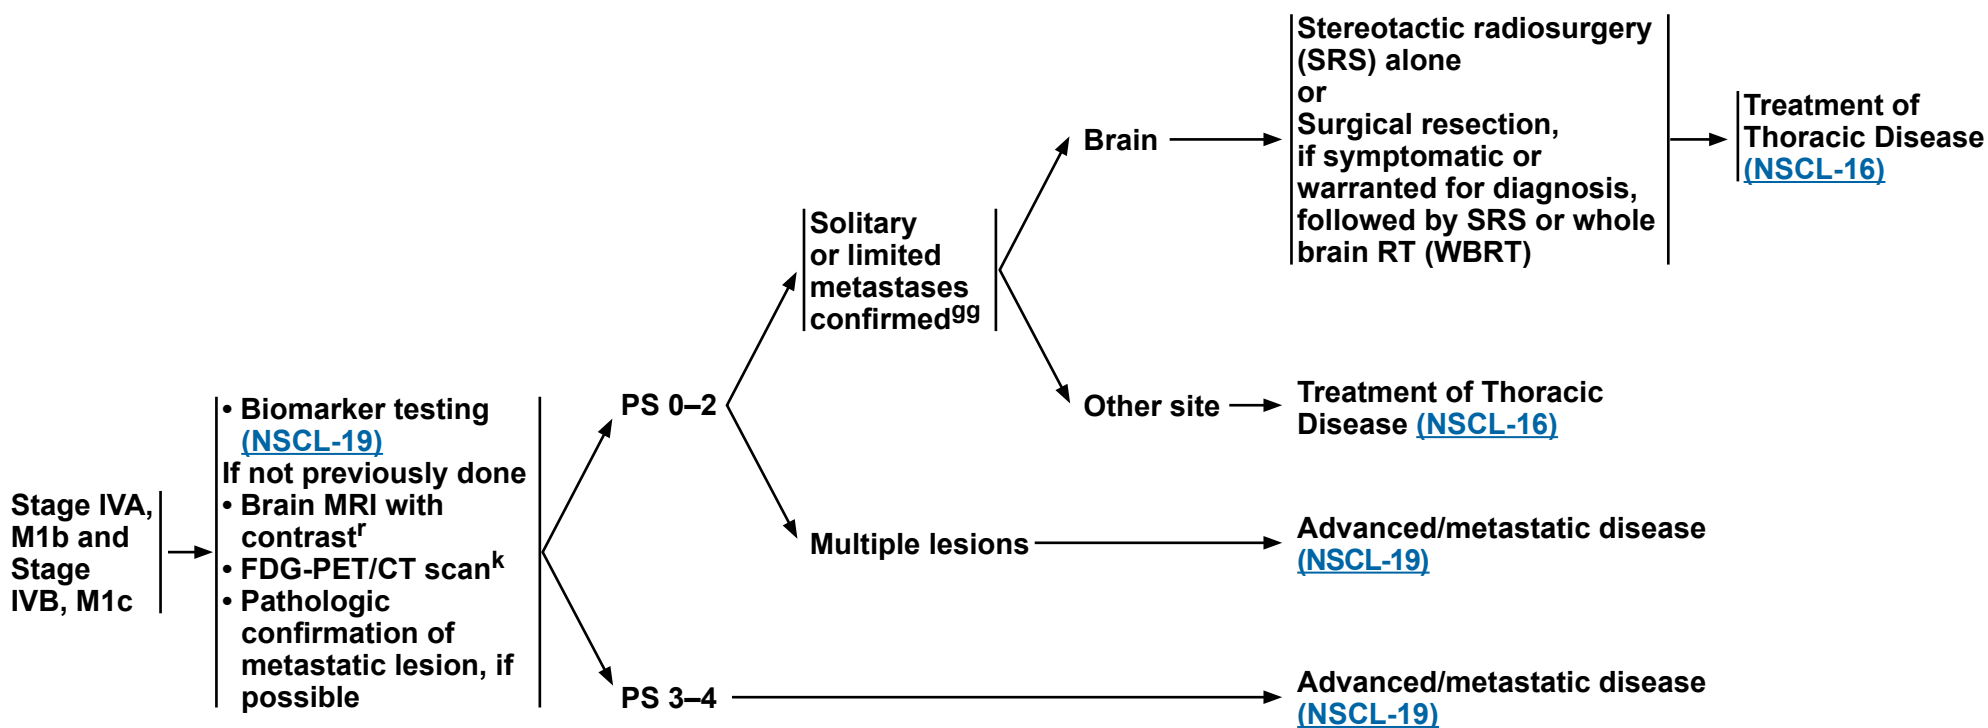 Stage IVA,
M1b and
Stage
IVB, M1c
• Biomarker testing
(NSCL-19)
If not previously done
• Brain MRI with
contrastʳ
• FDG-PET/CT scanᵏ
• Pathologic
confirmation of
metastatic lesion, if
possible
PS 0–2
Solitary
or limited
metastases
confirmedᵍᵍ
Brain
Stereotactic radiosurgery
(SRS) alone
or
Surgical resection,
if symptomatic or
warranted for diagnosis,
followed by SRS or whole
brain RT (WBRT)
Treatment of
Thoracic Disease
(NSCL-16)
Other site
Treatment of Thoracic
Disease (NSCL-16)
Multiple lesions
Advanced/metastatic disease
(NSCL-19)
PS 3–4
Advanced/metastatic disease
(NSCL-19)